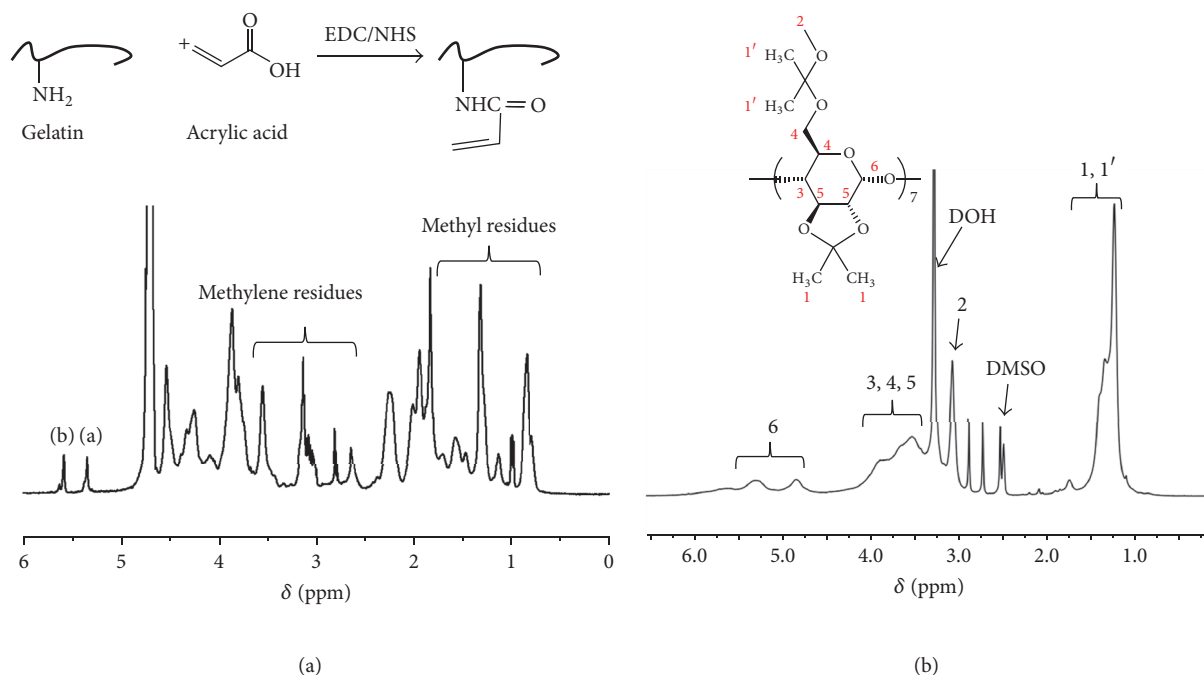 +
O
OH
EDC/NHS
NH₂
NHC=O
Gelatin
Acrylic acid
Methyl residues
Methylene residues
(b) (a)
6 5 4 3 2 1 0
δ (ppm)
(a)
2
1′ H₃C O
1′ H₃C O
4
4 O 6
O
3 5 5 7
O O
H₃C CH₃
1 1
1, 1′
DOH
2
DMSO
3, 4, 5
6
6.0 5.0 4.0 3.0 2.0 1.0
δ (ppm)
(b)